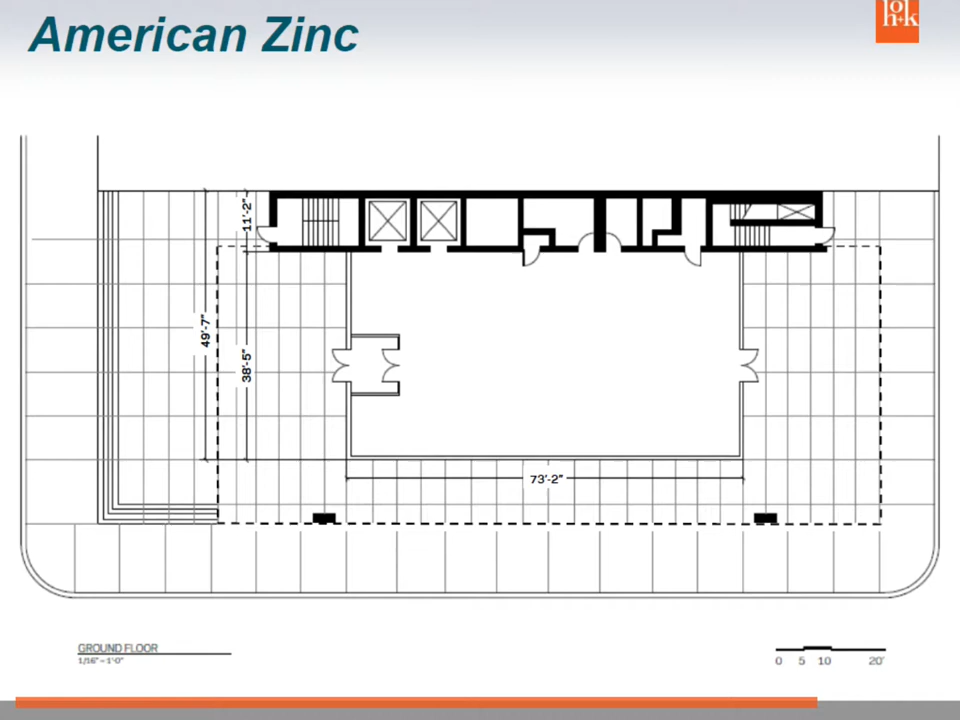 American Zinc
ho+k
11'-2"
49'-7"
38'-5"
73'-2"
GROUND FLOOR
1/16" = 1'-0"
0 5 10 20'